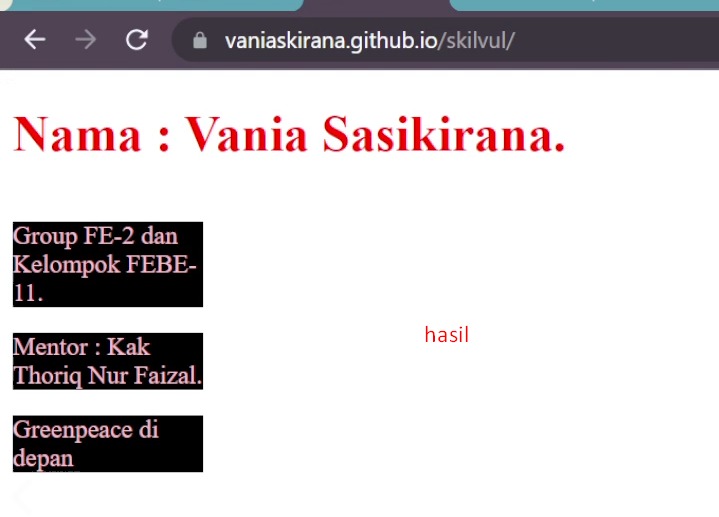 vaniaskirana.github.io/skilvul/
Nama : Vania Sasikirana.
Group FE-2 dan
Kelompok FEBE-
11.
hasil
Mentor : Kak
Thoriq Nur Faizal.
Greenpeace di
depan